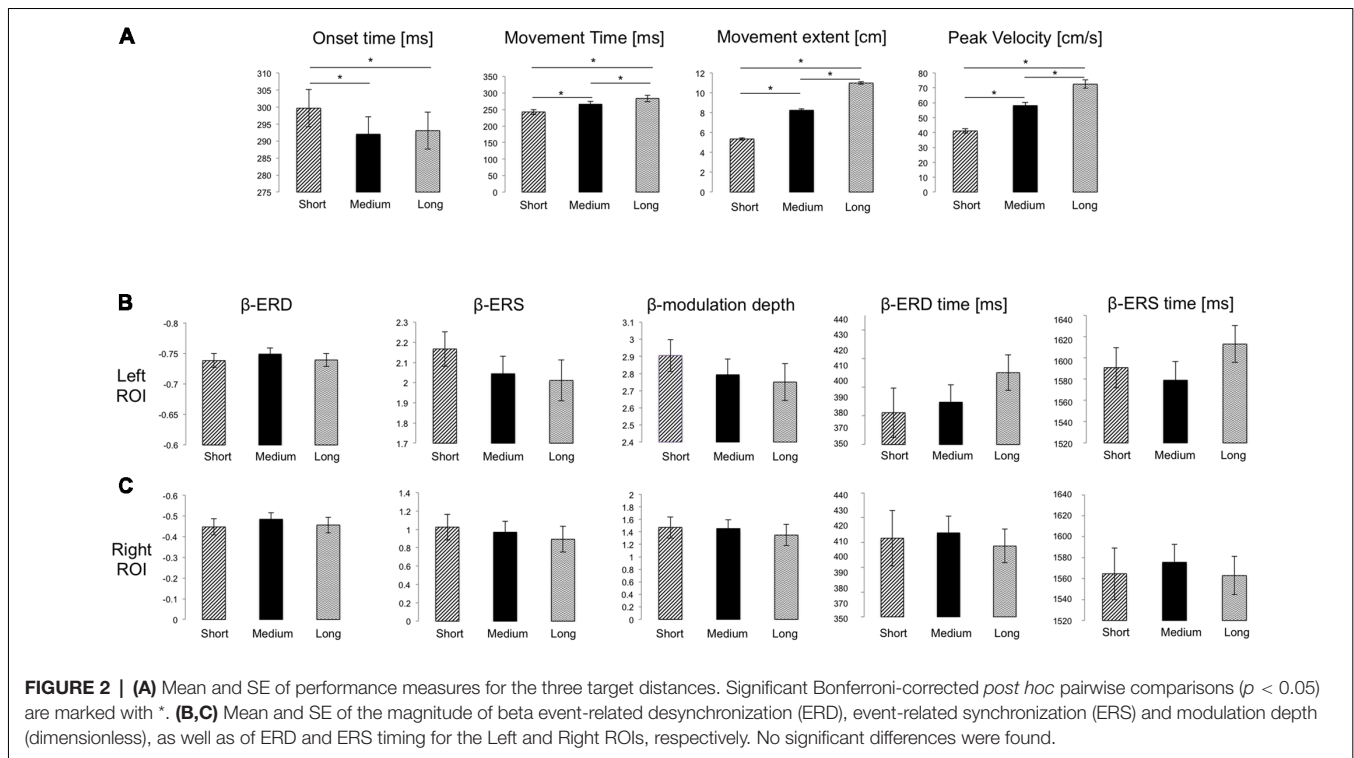 A
Onset time [ms] Movement Time [ms] Movement extent [cm] Peak Velocity [cm/s]
* * * *
* * * * * * *
310 305 300 295 290 285 280 275
Short Medium Long
400 350 300 250 200 150 100 50 0
Short Medium Long
12 10 8 6 4 2 0
Short Medium Long
80 70 60 50 40 30 20 10 0
Short Medium Long
B
β-ERD β-ERS β-modulation depth β-ERD time [ms] β-ERS time [ms]
Left
ROI
-0.8 -0.75 -0.7 -0.65 -0.6
Short Medium Long
2.3 2.2 2.1 2 1.9 1.8 1.7
Short Medium Long
3.1 3 2.9 2.8 2.7 2.6 2.5 2.4
Short Medium Long
440 420 410 400 380 370 350
Short Medium Long
1640 1620 1600 1580 1560 1540 1520
Short Medium Long
C
Right
ROI
-0.6 -0.5 -0.4 -0.3 -0.2 -0.1 0
Short Medium Long
1.4 1.2 1 0.8 0.6 0.4 0.2 0
Short Medium Long
2 1.8 1.6 1.4 1.2 1 0.8 0.6 0.4 0.2 0
Short Medium Long
440 420 410 400 380 370 350
Short Medium Long
1640 1620 1600 1580 1560 1540 1520
Short Medium Long
FIGURE 2 | (A) Mean and SE of performance measures for the three target distances. Significant Bonferroni-corrected post hoc pairwise comparisons (p < 0.05)
are marked with *. (B,C) Mean and SE of the magnitude of beta event-related desynchronization (ERD), event-related synchronization (ERS) and modulation depth
(dimensionless), as well as of ERD and ERS timing for the Left and Right ROIs, respectively. No significant differences were found.